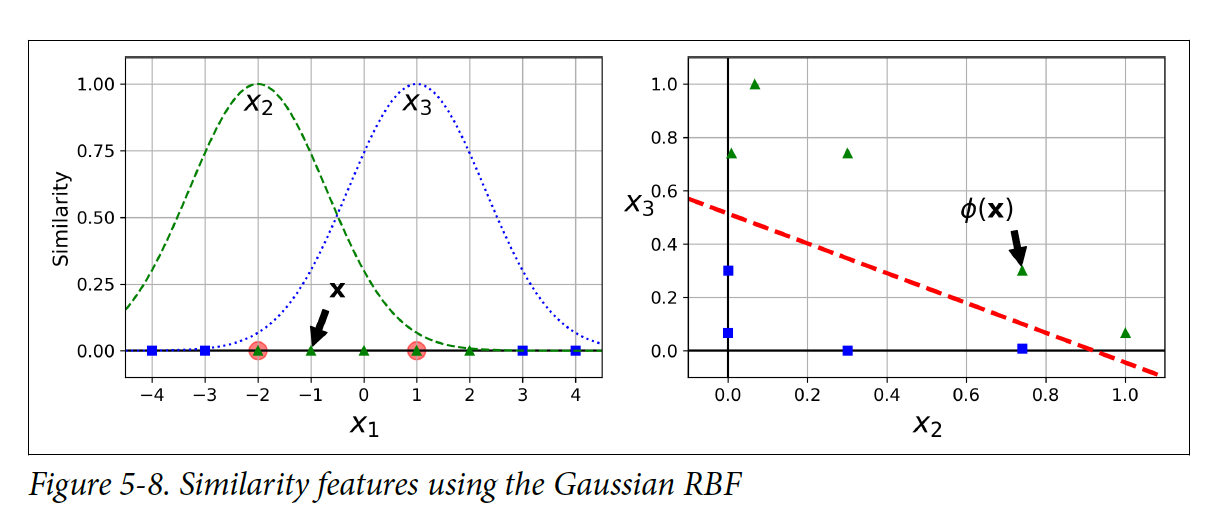 1.00
0.75
0.50
0.25
0.00
Similarity
x2
x3
x
−4 −3 −2 −1 0 1 2 3 4
x1
1.0
0.8
0.6
0.4
0.2
0.0
x3
ϕ(x)
0.0 0.2 0.4 0.6 0.8 1.0
x2
Figure 5-8. Similarity features using the Gaussian RBF